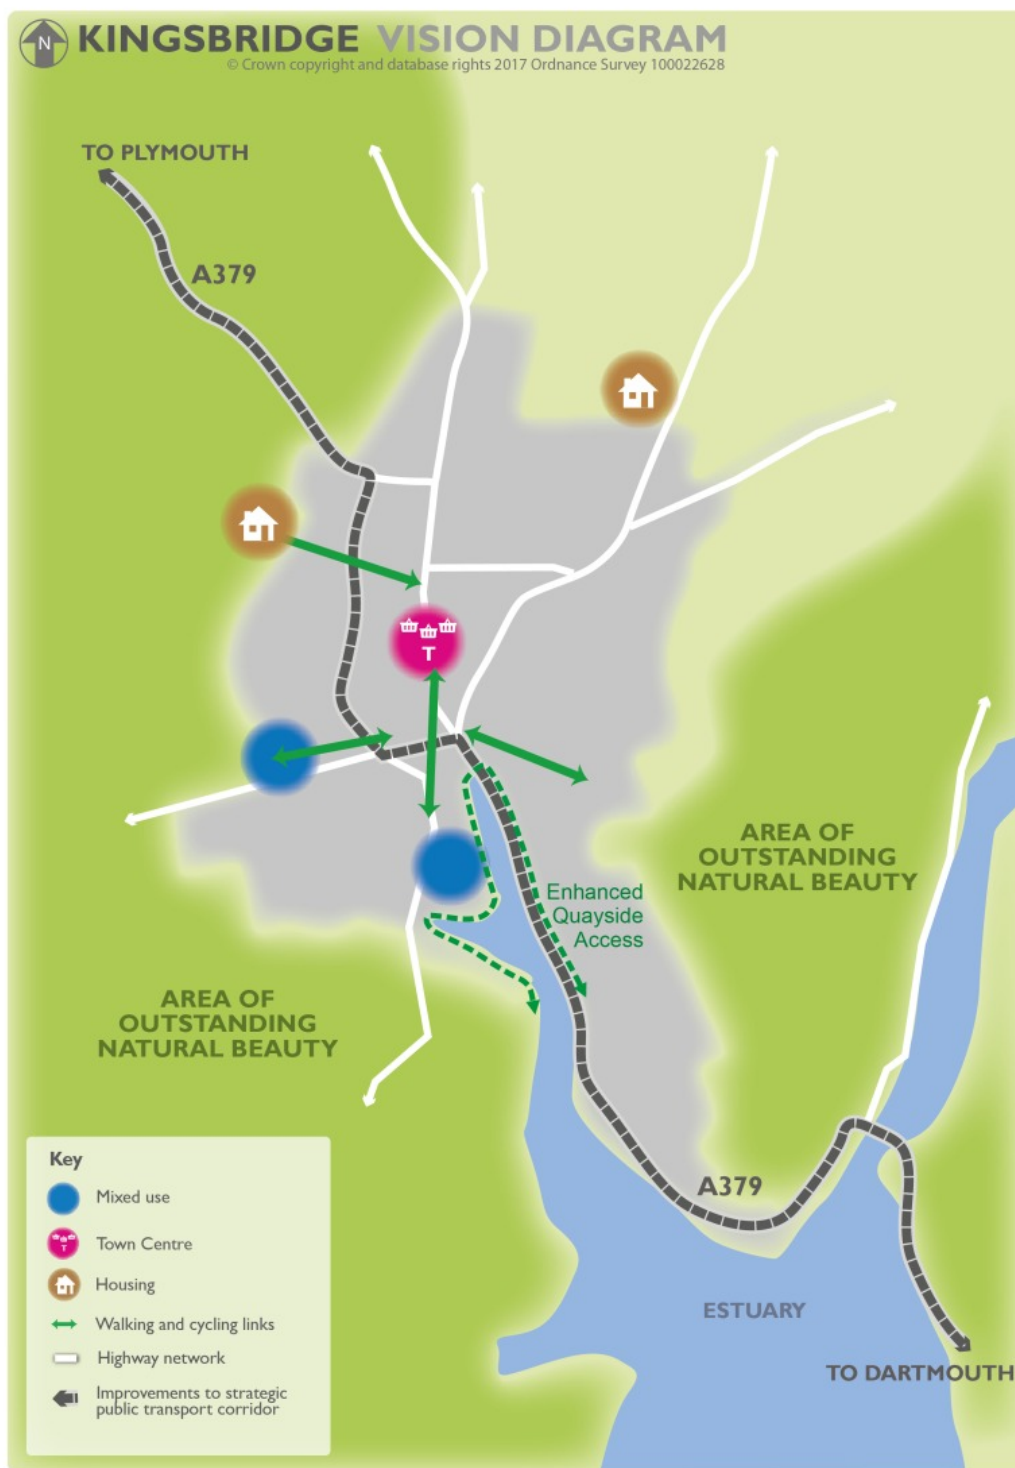 N
KINGSBRIDGE VISION DIAGRAM
© Crown copyright and database rights 2017 Ordnance Survey 100022628
TO PLYMOUTH
A379
T
AREA OF
OUTSTANDING
NATURAL BEAUTY
Enhanced
Quayside
Access
AREA OF
OUTSTANDING
NATURAL BEAUTY
A379
ESTUARY
TO DARTMOUTH
Key
Mixed use
T
Town Centre
Housing
Walking and cycling links
Highway network
Improvements to strategic
public transport corridor